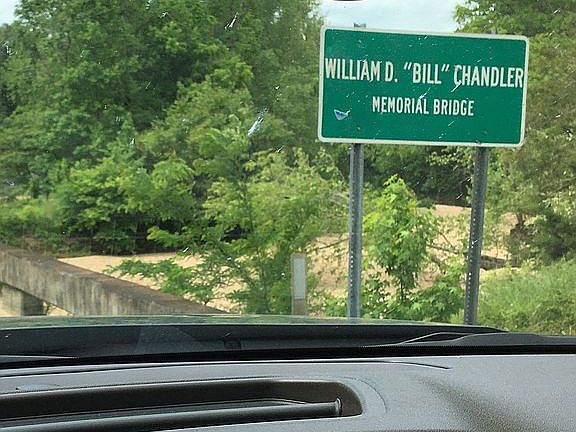 WILLIAM D. "BILL" CHANDLER
MEMORIAL BRIDGE